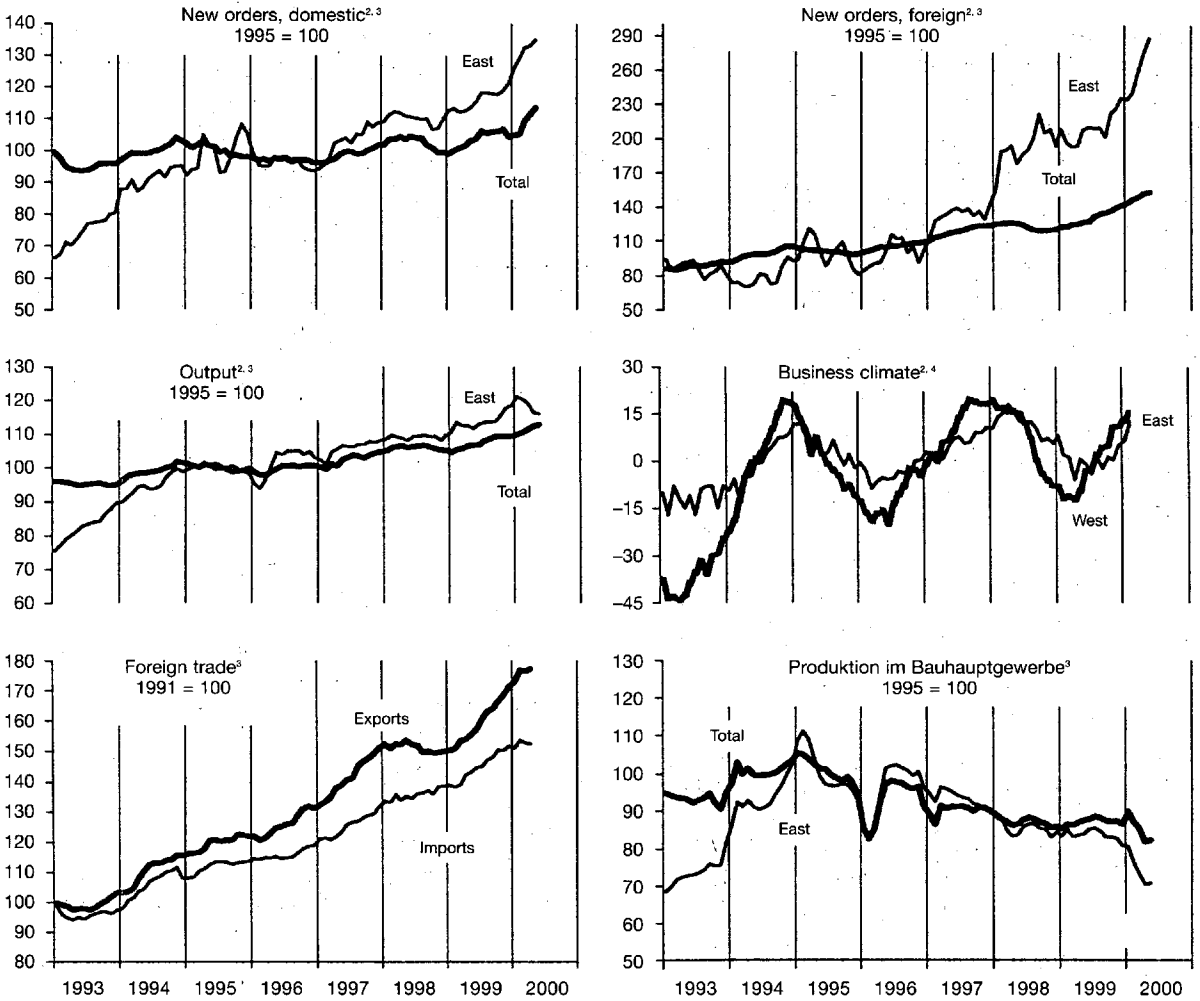 New orders, domestic²,³
1995 = 100
140
130
120
110
100
90
80
70
60
50
East
Total
New orders, foreign²,³
1995 = 100
290
260
230
200
170
140
110
80
50
East
Total
Output²,³
1995 = 100
130
120
110
100
90
80
70
60
East
Total
Business climate²,⁴
30
15
0
–15
–30
–45
East
West
Foreign trade³
1991 = 100
180
170
160
150
140
130
120
110
100
90
80
Exports
Imports
1993 1994 1995 1996 1997 1998 1999 2000
Produktion im Bauhauptgewerbe³
1995 = 100
130
120
110
100
90
80
70
60
50
Total
East
1993 1994 1995 1996 1997 1998 1999 2000